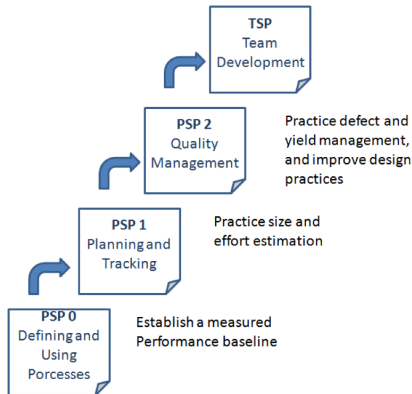 TSP
Team
Development
PSP 2
Quality
Management
Practice defect and
yield management,
and improve design
practices
PSP 1
Planning and
Tracking
Practice size and
effort estimation
PSP 0
Defining and
Using
Porcesses
Establish a measured
Performance baseline